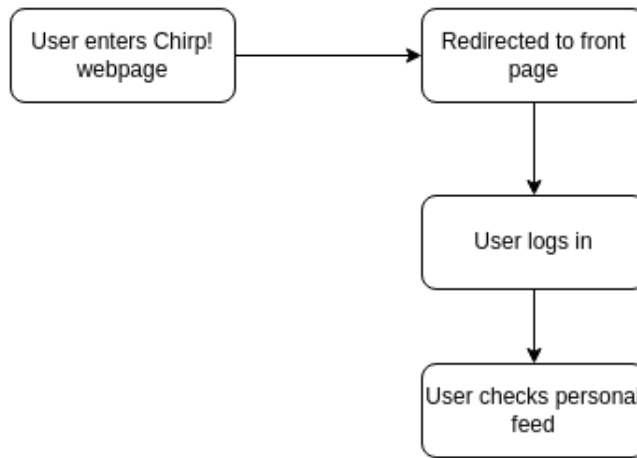 User enters Chirp!
webpage
Redirected to front
page
User logs in
User checks personal
feed